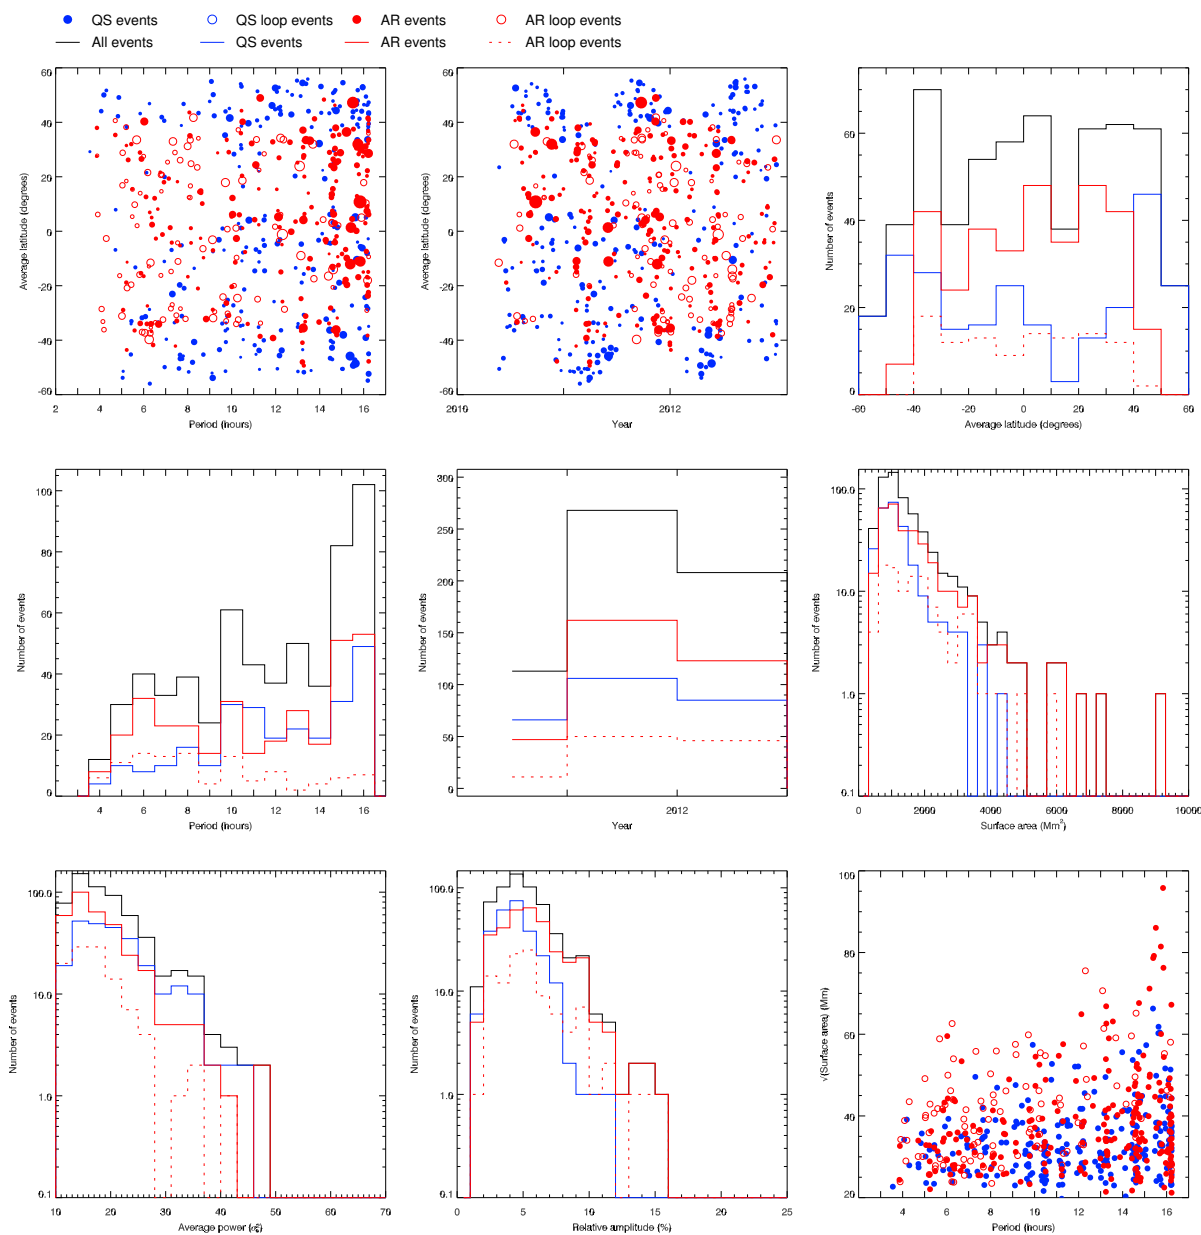 QS events QS loop events AR events AR loop events
All events QS events AR events AR loop events
60
40
20
0
-20
-40
-60
2 4 6 8 10 12 14 16
Average latitude (degrees)
Period (hours)
60
40
20
0
-20
-40
-60
2010 2012
Average latitude (degrees)
Year
60
40
20
0
-60 -40 -20 0 20 40 60
Number of events
Average latitude (degrees)
100
80
60
40
20
0
4 6 8 10 12 14 16
Number of events
Period (hours)
300
250
200
150
100
50
0
2012
Number of events
Year
100.0
10.0
1.0
0.1
0 2000 4000 6000 8000 10000
Number of events
Surface area (Mm²)
100.0
10.0
1.0
0.1
10 20 30 40 50 60 70
Number of events
Average power
100.0
10.0
1.0
0.1
0 5 10 15 20 25
Number of events
Relative amplitude (%)
100
80
60
40
20
4 6 8 10 12 14 16
√(Surface area) (Mm)
Period (hours)